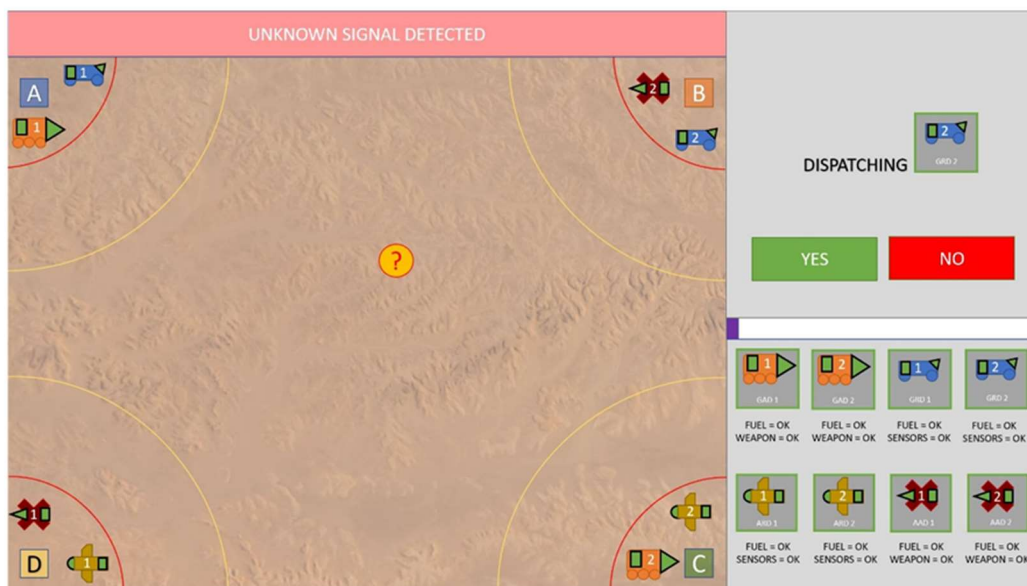 UNKNOWN SIGNAL DETECTED
A
1
1
2
B
2
?
1
D
1
2
2
C
DISPATCHING
2
GRD 2
YES
NO
1
GAD 1
2
GAD 2
1
GRD 1
2
GRD 2
FUEL = OK
WEAPON = OK
FUEL = OK
WEAPON = OK
FUEL = OK
SENSORS = OK
FUEL = OK
SENSORS = OK
1
ARD 1
2
ARD 2
1
AAD 1
2
AAD 2
FUEL = OK
SENSORS = OK
FUEL = OK
SENSORS = OK
FUEL = OK
WEAPON = OK
FUEL = OK
WEAPON = OK